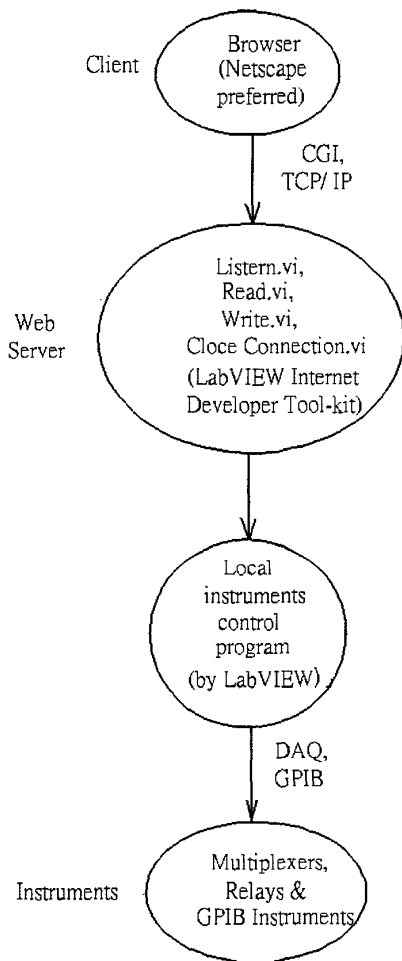 Client
Browser
(Netscape
preferred)
CGI,
TCP/ IP
Web
Server
Listern.vi,
Read.vi,
Write.vi,
Cloce Connection.vi
(LabVIEW Internet
Developer Tool-kit)
Local
instruments
control
program
(by LabVIEW)
DAQ,
GPIB
Instruments
Multiplexers,
Relays &
GPIB Instruments